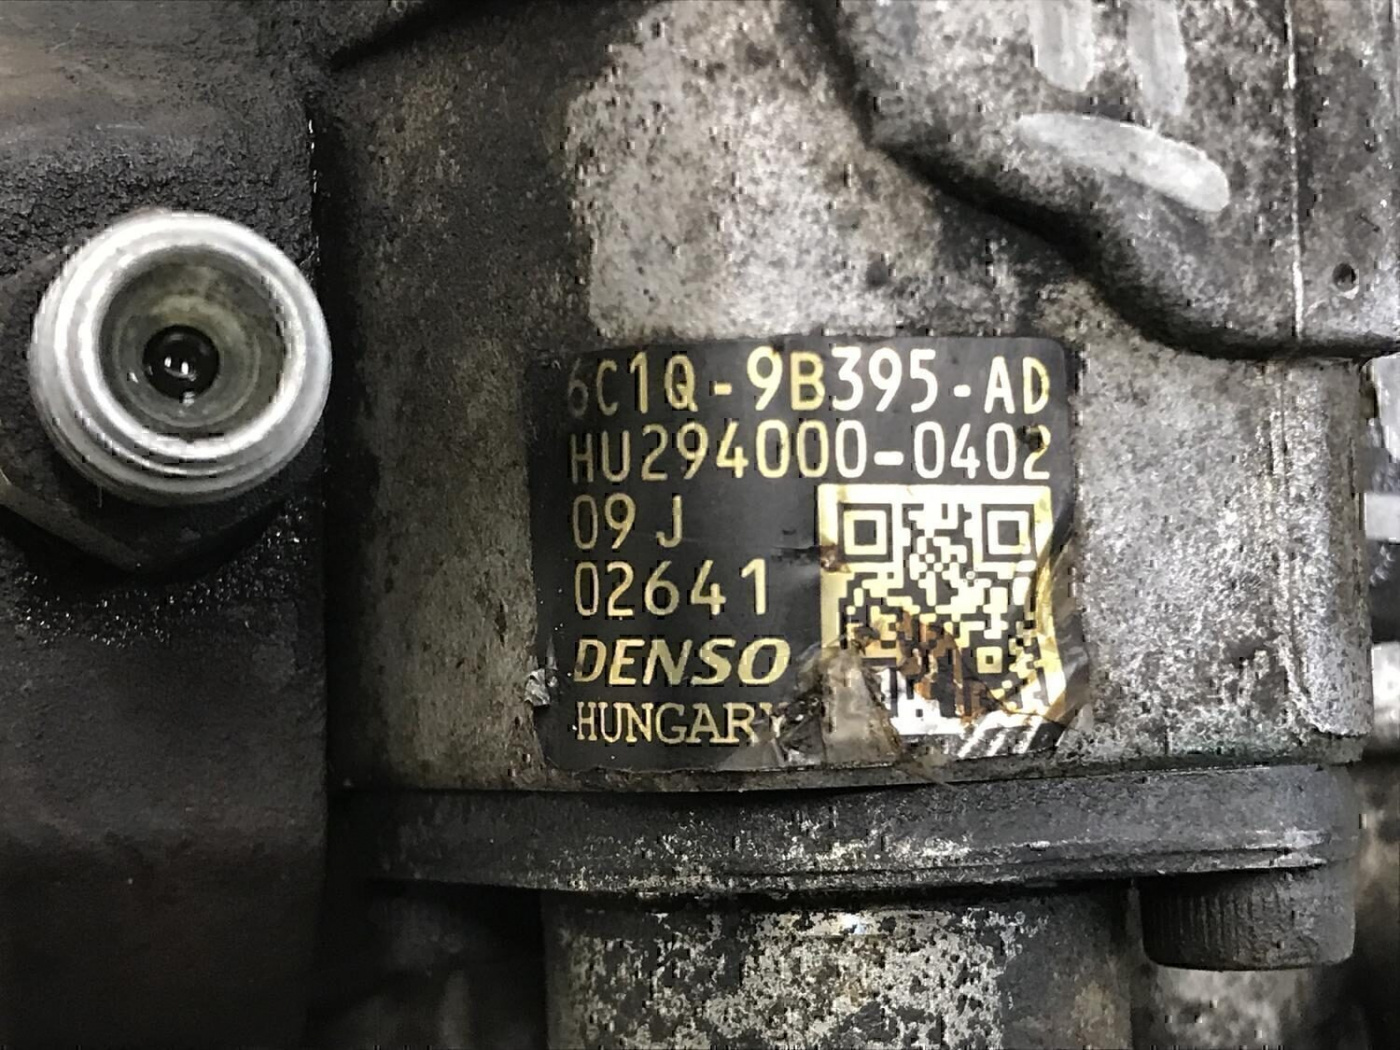 6C1Q-9B395-AD
HU294000-0402
09 J
02641
DENSO
HUNGARY